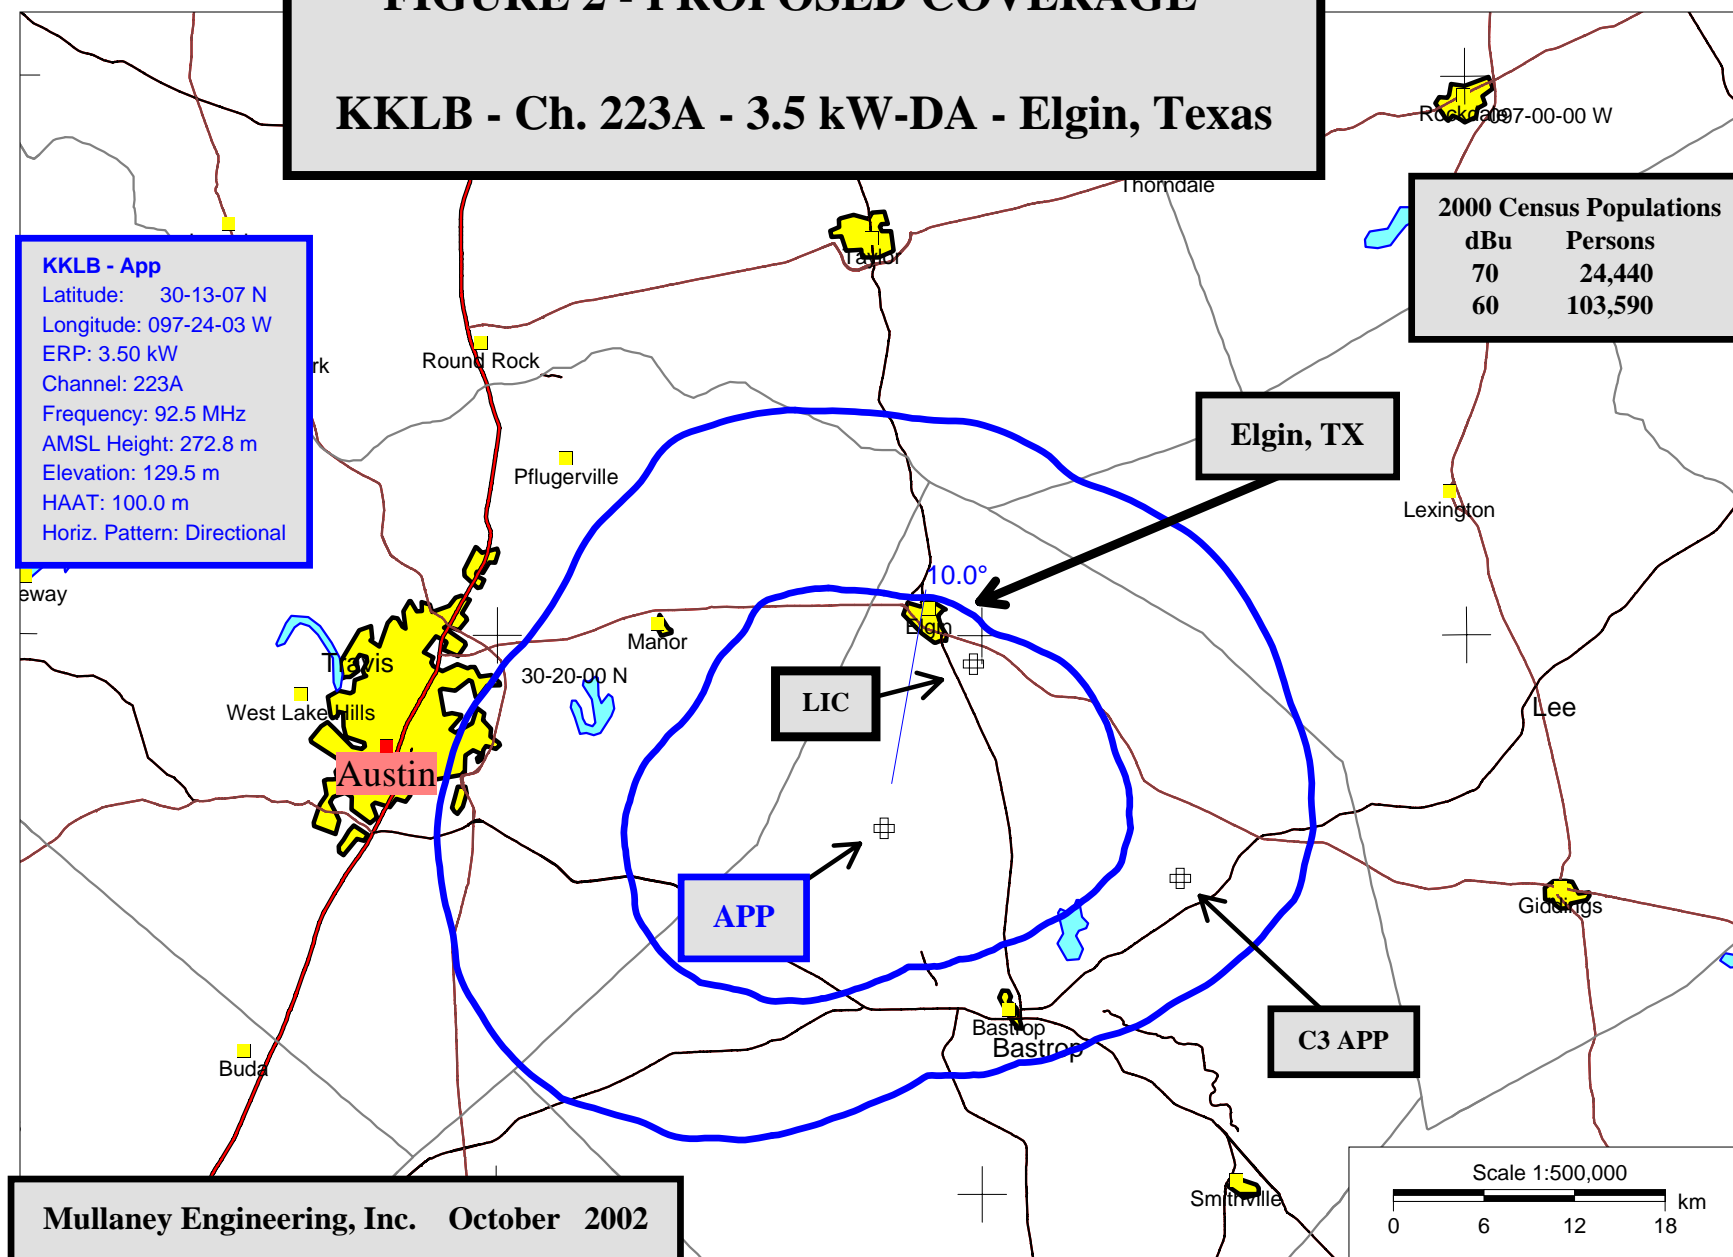 FIGURE 2 - PROPOSED COVERAGE
KKLB - Ch. 223A - 3.5 kW-DA - Elgin, Texas
Rockdale
097-00-00 W
Thorndale
2000 Census Populations
dBu Persons
70 24,440
60 103,590
Taylor
KKLB - App
Latitude: 30-13-07 N
Longitude: 097-24-03 W
ERP: 3.50 kW
Channel: 223A
Frequency: 92.5 MHz
AMSL Height: 272.8 m
Elevation: 129.5 m
HAAT: 100.0 m
Horiz. Pattern: Directional
rk
Round Rock
Elgin, TX
Pflugerville
Lexington
10.0°
eway
Elgin
Manor
Travis
30-20-00 N
LIC
West Lake Hills
Lee
Austin
APP
Giddings
Bastrop
Bastrop
C3 APP
Buda
Smithville
Scale 1:500,000
km
0 6 12 18
Mullaney Engineering, Inc. October 2002